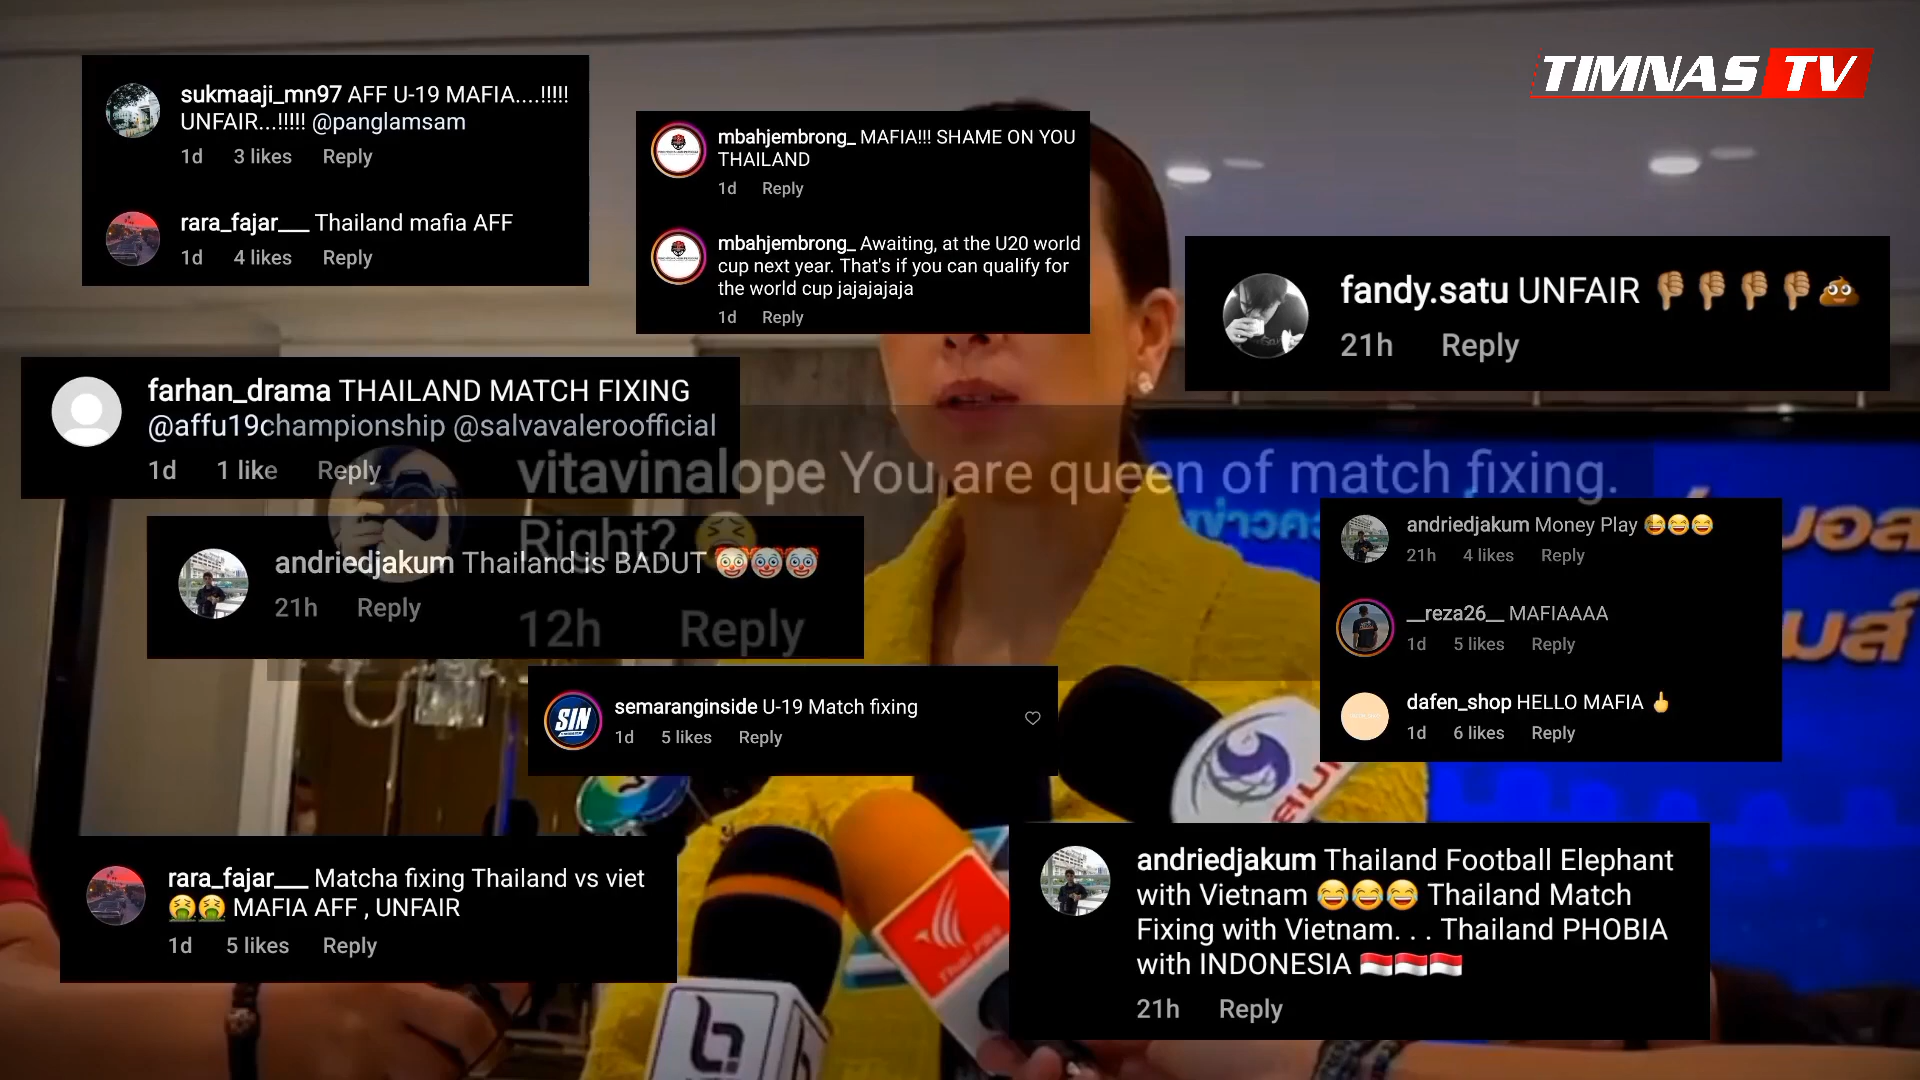 TIMNAS TV
sukmaaji_mn97 AFF U-19 MAFIA....!!!!!
UNFAIR...!!!!! @panglamsam
1d 3 likes Reply
rara_fajar___ Thailand mafia AFF
1d 4 likes Reply
mbahjembrong_ MAFIA!!! SHAME ON YOU
THAILAND
1d Reply
mbahjembrong_ Awaiting, at the U20 world
cup next year. That's if you can qualify for
the world cup jajajajaja
1d Reply
fandy.satu UNFAIR 👎👎👎👎💩
21h Reply
farhan_drama THAILAND MATCH FIXING
@affu19championship @salvavaleroofficial
1d 1 like Reply
vitavinalope You are queen of match fixing.
Right? 😆
12h Reply
andriedjakum Thailand is BADUT 🤡🤡🤡
21h Reply
andriedjakum Money Play 😂😂😂
21h 4 likes Reply
__reza26__ MAFIAAAA
1d 5 likes Reply
dafen_shop HELLO MAFIA 🖕
1d 6 likes Reply
SIN
semaranginside U-19 Match fixing
1d 5 likes Reply
rara_fajar___ Matcha fixing Thailand vs viet
🤮🤮 MAFIA AFF , UNFAIR
1d 5 likes Reply
andriedjakum Thailand Football Elephant
with Vietnam 😂😂😂 Thailand Match
Fixing with Vietnam. . . Thailand PHOBIA
with INDONESIA 🇮🇩🇮🇩🇮🇩
21h Reply
Thai PBS